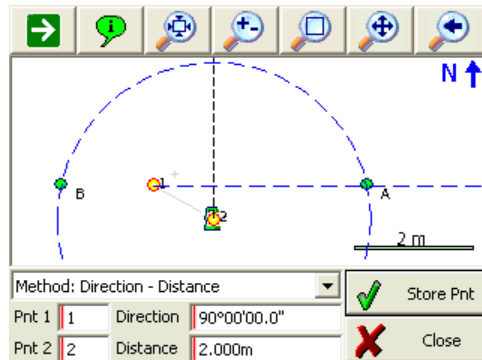 N
1
B
A
2
2 m
Method: Direction - Distance
Store Pnt
Pnt 1 1 Direction 90°00'00.0"
Pnt 2 2 Distance 2.000m
Close